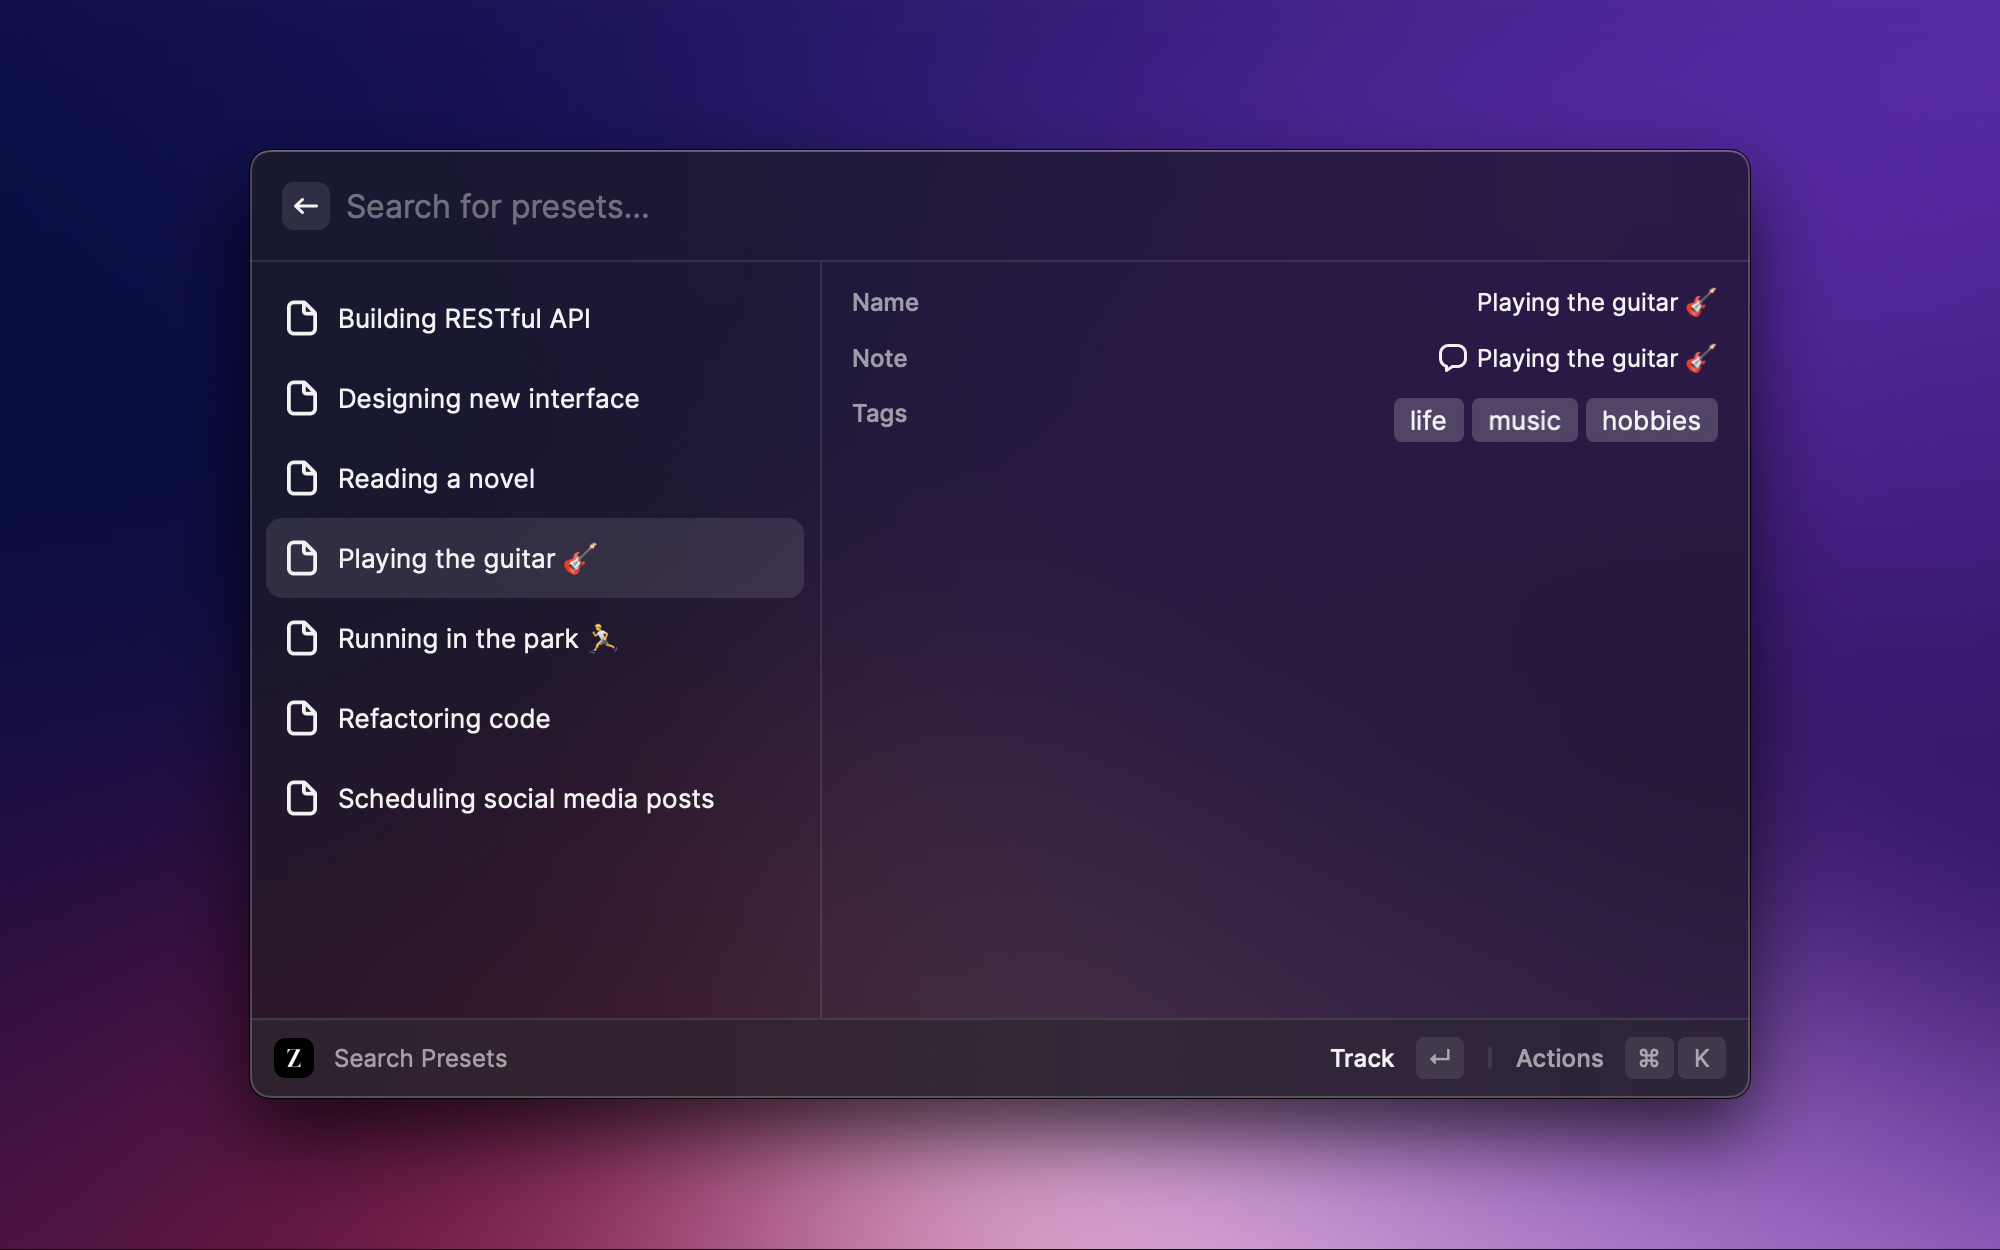 Search for presets...
Building RESTful API
Designing new interface
Reading a novel
Playing the guitar 🎸
Running in the park 🏃
Refactoring code
Scheduling social media posts
Name Playing the guitar 🎸
Note Playing the guitar 🎸
Tags life music hobbies
Z Search Presets Track ↵ Actions ⌘ K